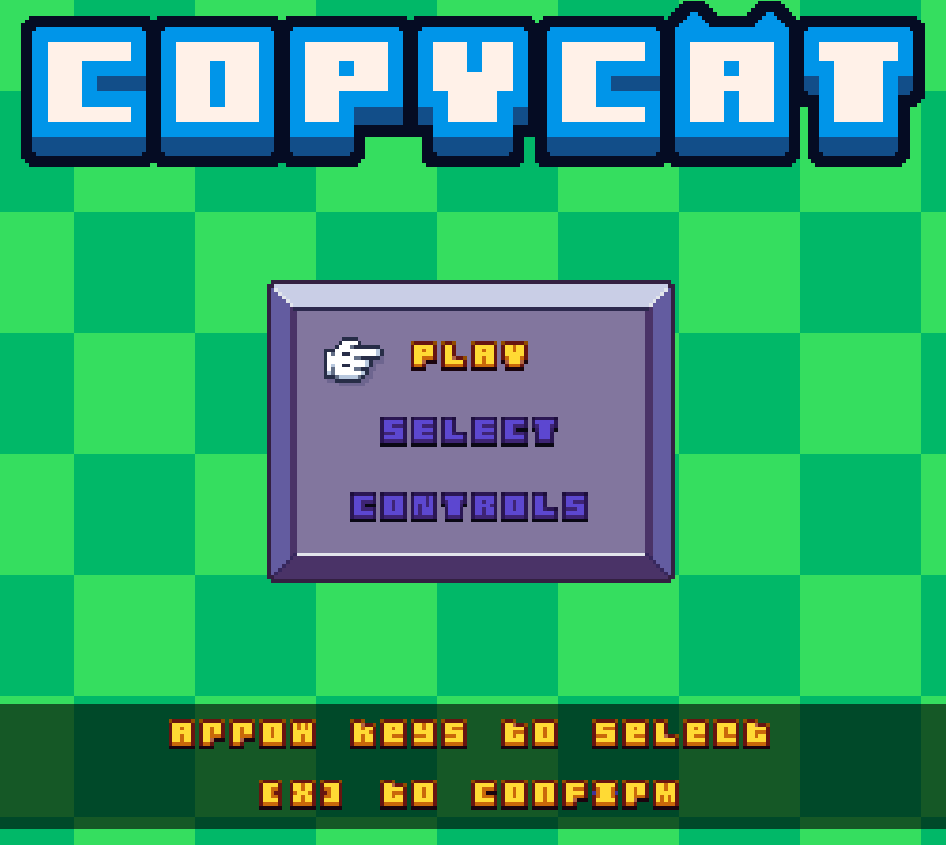 COPYCAT
PLAY
SELECT
CONTROLS
ARROW KEYS TO SELECT
[X] TO CONFIRM